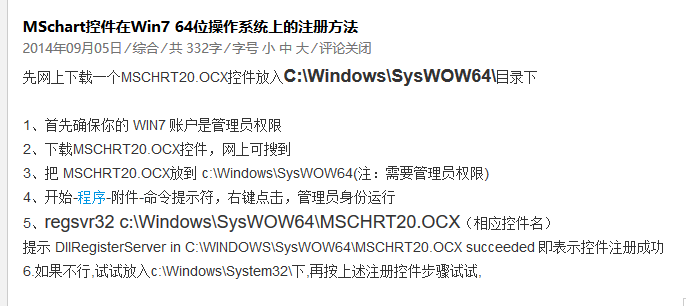 MSchart控件在Win7 64位操作系统上的注册方法
2014年09月05日/综合/共 332字/字号 小 中 大/评论关闭
先网上下载一个MSCHRT20.OCX控件放入C:\Windows\SysWOW64\目录下
1、首先确保你的 WIN7 账户是管理员权限
2、下载MSCHRT20.OCX控件，网上可搜到
3、把 MSCHRT20.OCX放到 c:\Windows\SysWOW64(注：需要管理员权限)
4、开始-程序-附件-命令提示符，右键点击，管理员身份运行
5、regsvr32 c:\Windows\SysWOW64\MSCHRT20.OCX（相应控件名）
提示 DllRegisterServer in C:\WINDOWS\SysWOW64\MSCHRT20.OCX succeeded 即表示控件注册成功
6.如果不行,试试放入c:\Windows\System32\下,再按上述注册控件步骤试试,